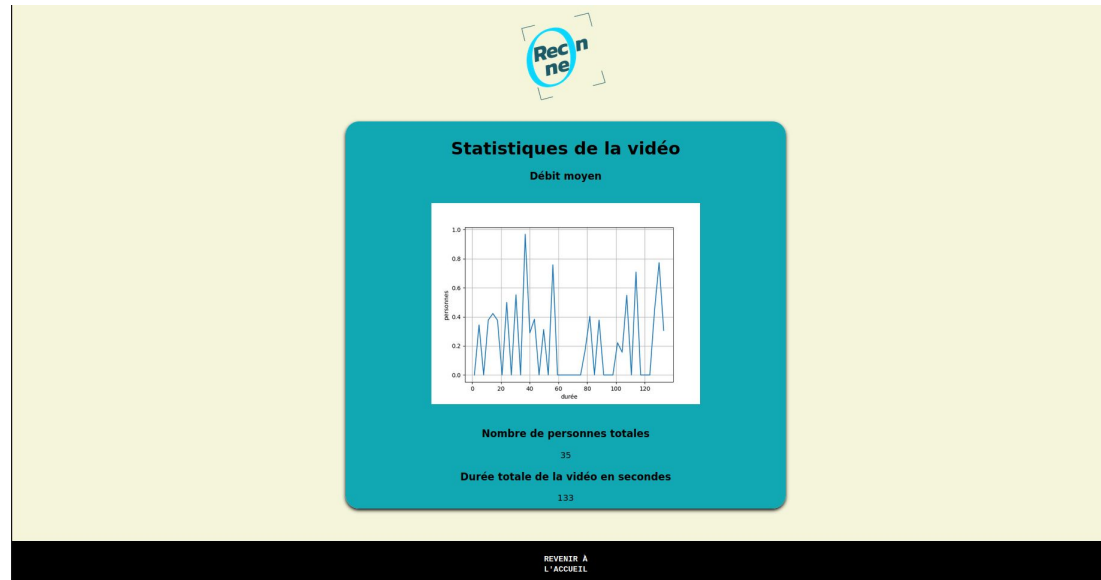 Rec n
ne
Statistiques de la vidéo
Débit moyen
1.0
0.8
0.6
0.4
0.2
0.0
personnes
0 20 40 60 80 100 120
durée
Nombre de personnes totales
35
Durée totale de la vidéo en secondes
133
REVENIR À
L'ACCUEIL